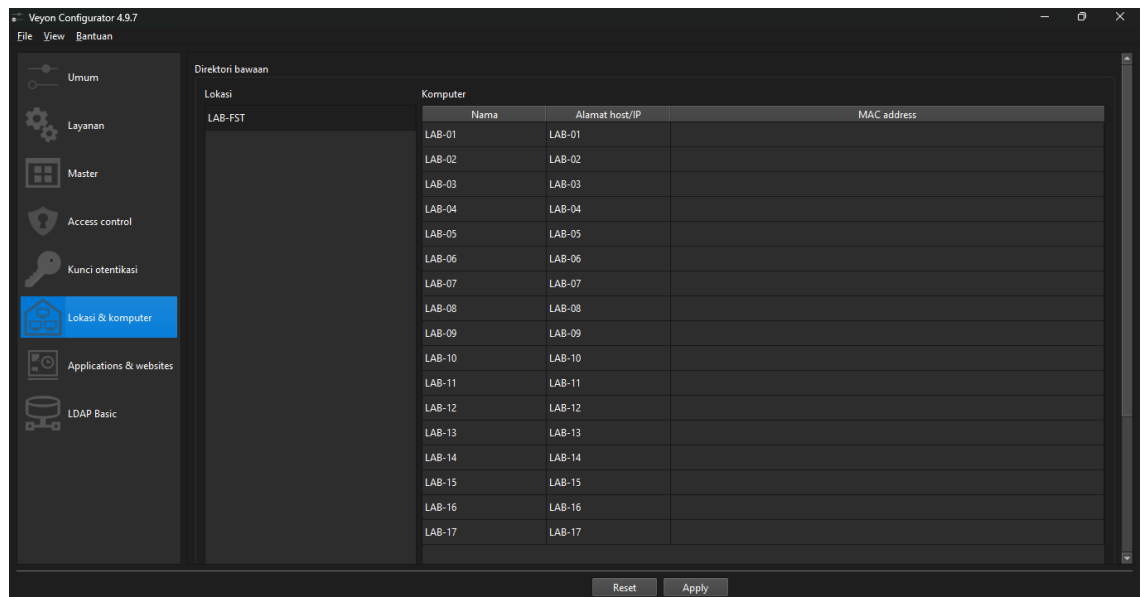 Veyon Configurator 4.9.7
File View Bantuan
Umum
Layanan
Master
Access control
Kunci otentikasi
Lokasi & komputer
Applications & websites
LDAP Basic
Direktori bawaan
Lokasi
LAB-FST
Komputer
Nama Alamat host/IP MAC address
LAB-01 LAB-01
LAB-02 LAB-02
LAB-03 LAB-03
LAB-04 LAB-04
LAB-05 LAB-05
LAB-06 LAB-06
LAB-07 LAB-07
LAB-08 LAB-08
LAB-09 LAB-09
LAB-10 LAB-10
LAB-11 LAB-11
LAB-12 LAB-12
LAB-13 LAB-13
LAB-14 LAB-14
LAB-15 LAB-15
LAB-16 LAB-16
LAB-17 LAB-17
Reset Apply